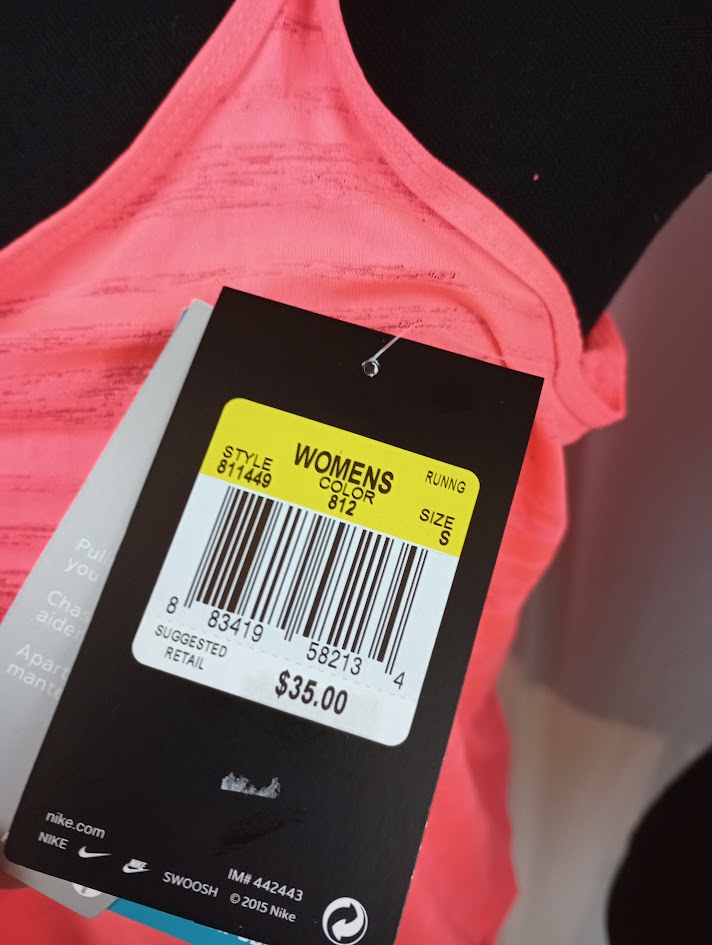 WOMENS
STYLE
811449
COLOR
812
RUNNG
SIZE
S
8 83419 58213 4
SUGGESTED
RETAIL
$35.00
nike.com
NIKE
SWOOSH
IM# 442443
© 2015 Nike
you